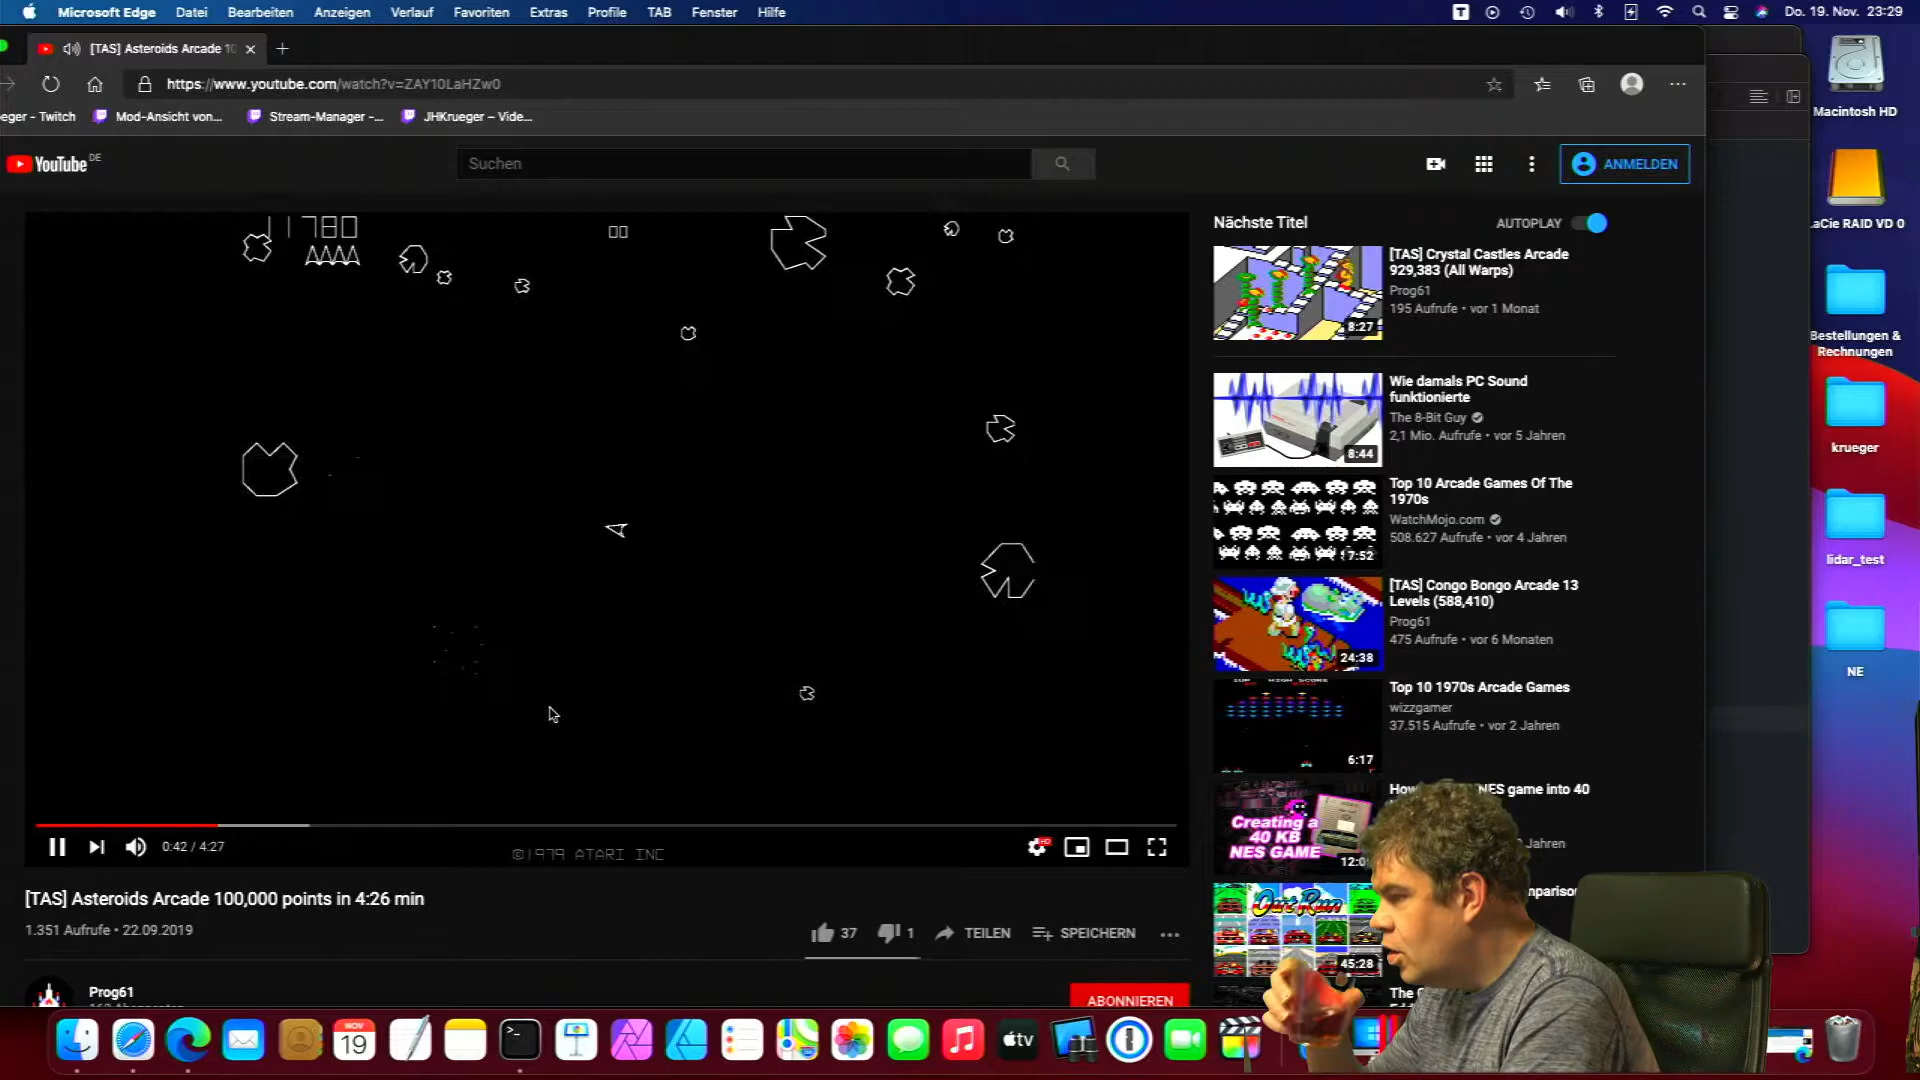 Microsoft Edge Datei Bearbeiten Anzeigen Verlauf Favoriten Extras Profile TAB Fenster Hilfe
Do. 19. Nov. 23:29
[TAS] Asteroids Arcade 10
https://www.youtube.com/watch?v=ZAY10LaHZw0
eger - Twitch Mod-Ansicht von... Stream-Manager -... JHKrueger – Vide...
YouTube DE
Suchen
ANMELDEN
11780
00
©1979 ATARI INC
0:42 / 4:27
[TAS] Asteroids Arcade 100,000 points in 4:26 min
1.351 Aufrufe • 22.09.2019
37
1
TEILEN
SPEICHERN
Prog61
ABONNIEREN
Nächste Titel
AUTOPLAY
[TAS] Crystal Castles Arcade
929,383 (All Warps)
Prog61
195 Aufrufe • vor 1 Monat
8:27
Wie damals PC Sound
funktionierte
The 8-Bit Guy
2,1 Mio. Aufrufe • vor 5 Jahren
8:44
Top 10 Arcade Games Of The
1970s
WatchMojo.com
508.627 Aufrufe • vor 4 Jahren
17:52
[TAS] Congo Bongo Arcade 13
Levels (588,410)
Prog61
475 Aufrufe • vor 6 Monaten
24:38
Top 10 1970s Arcade Games
wizzgamer
37.515 Aufrufe • vor 2 Jahren
6:17
NES game into 40
Jahren
Creating a
40 KB
NES GAME
12:0
Out Run
45:28
Macintosh HD
LaCie RAID VD 0
Bestellungen &
Rechnungen
krueger
lidar_test
NE
NOV
19
tv